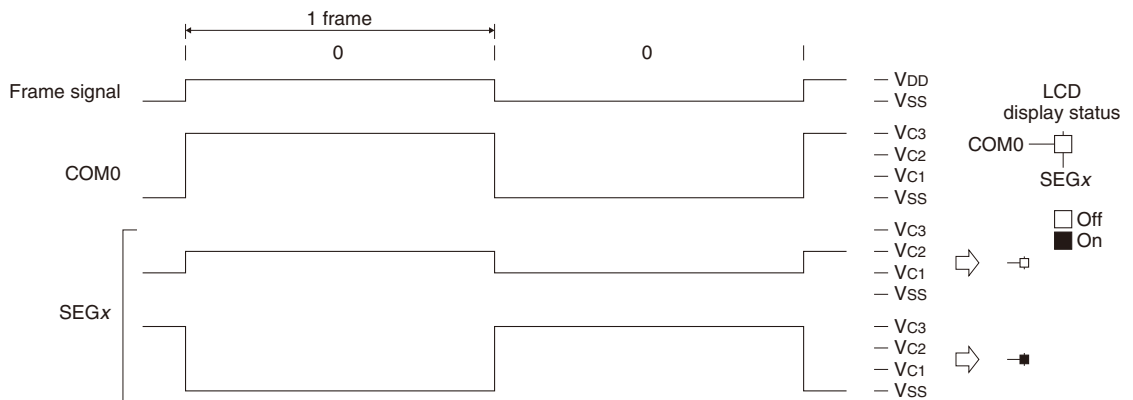 1 frame
0 0
Frame signal
VDD
VSS
COM0
VC3
VC2
VC1
VSS
SEGx
VC3
VC2
VC1
VSS
VC3
VC2
VC1
VSS
LCD
display status
COM0
SEGx
Off
On